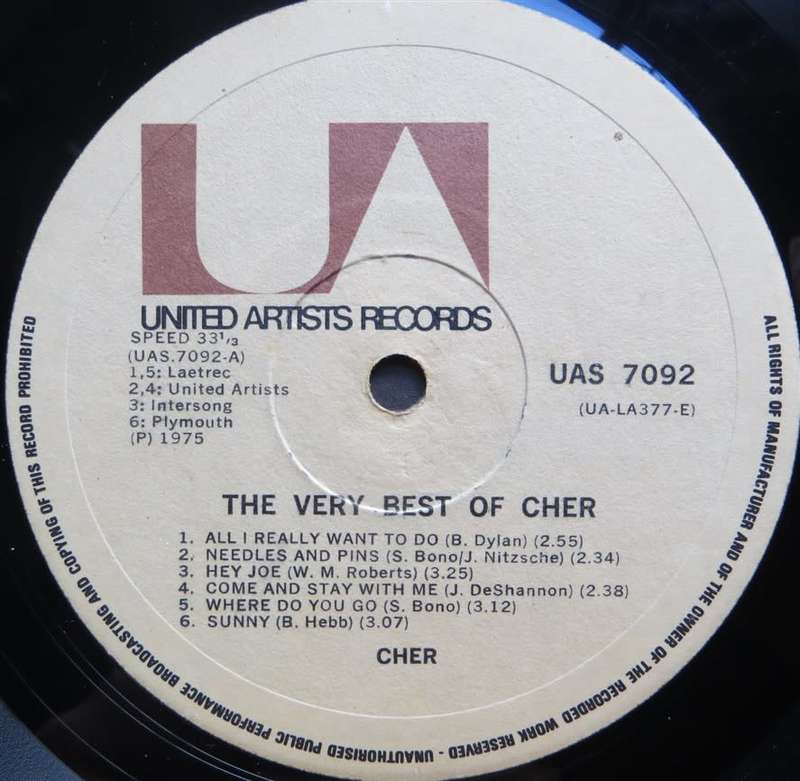 UA
UNITED ARTISTS RECORDS
SPEED 33 1/3
(UAS.7092-A)
1,5: Laetrec
2,4: United Artists
3: Intersong
6: Plymouth
(P) 1975
UAS 7092
(UA-LA377-E)
THE VERY BEST OF CHER
1. ALL I REALLY WANT TO DO (B. Dylan) (2.55)
2. NEEDLES AND PINS (S. Bono/J. Nitzsche) (2.34)
3. HEY JOE (W. M. Roberts) (3.25)
4. COME AND STAY WITH ME (J. DeShannon) (2.38)
5. WHERE DO YOU GO (S. Bono) (3.12)
6. SUNNY (B. Hebb) (3.07)
CHER
ALL RIGHTS OF MANUFACTURER AND OF THE OWNER OF THE RECORDED WORK RESERVED - UNAUTHORISED PUBLIC PERFORMANCE BROADCASTING AND COPYING OF THIS RECORD PROHIBITED